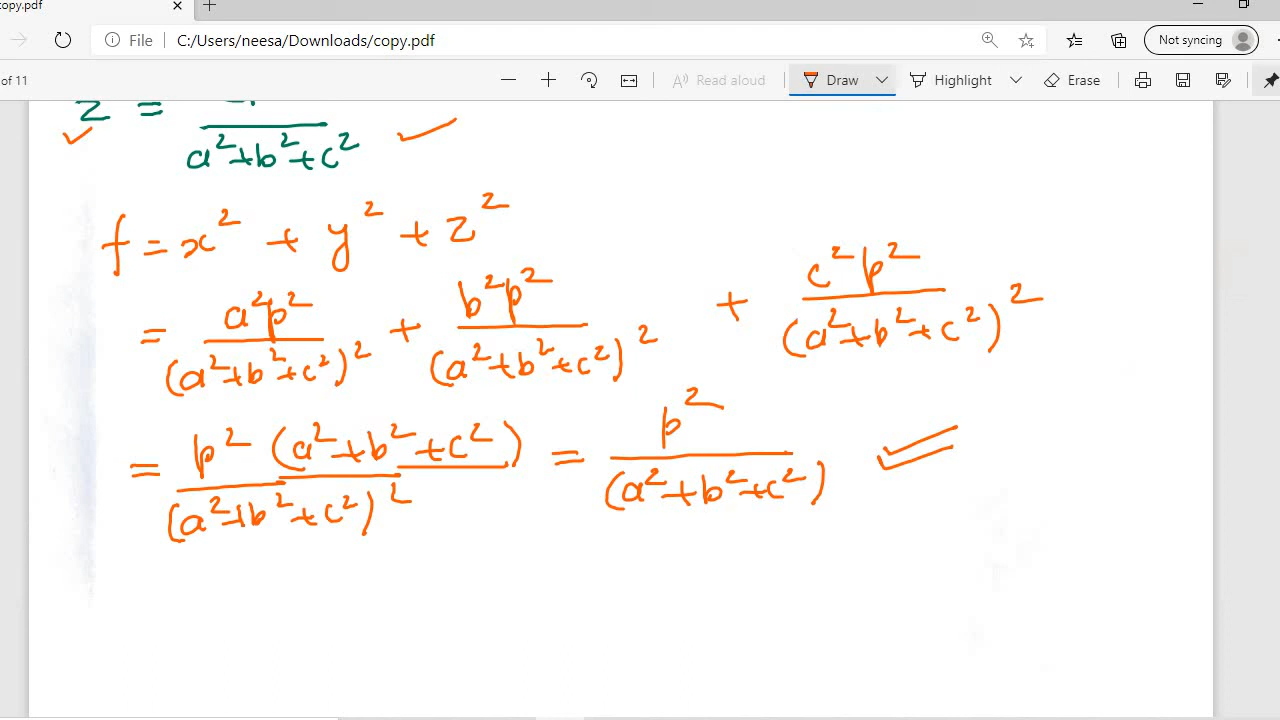 copy.pdf
File C:/Users/neesa/Downloads/copy.pdf Not syncing
of 11 Read aloud Draw Highlight Erase
z =
a²+b²+c²
f = x² + y² + z²
= a²p²/(a²+b²+c²)² + b²p²/(a²+b²+c²)² + c²p²/(a²+b²+c²)²
= p²(a²+b²+c²)/(a²+b²+c²)² = p²/(a²+b²+c²)